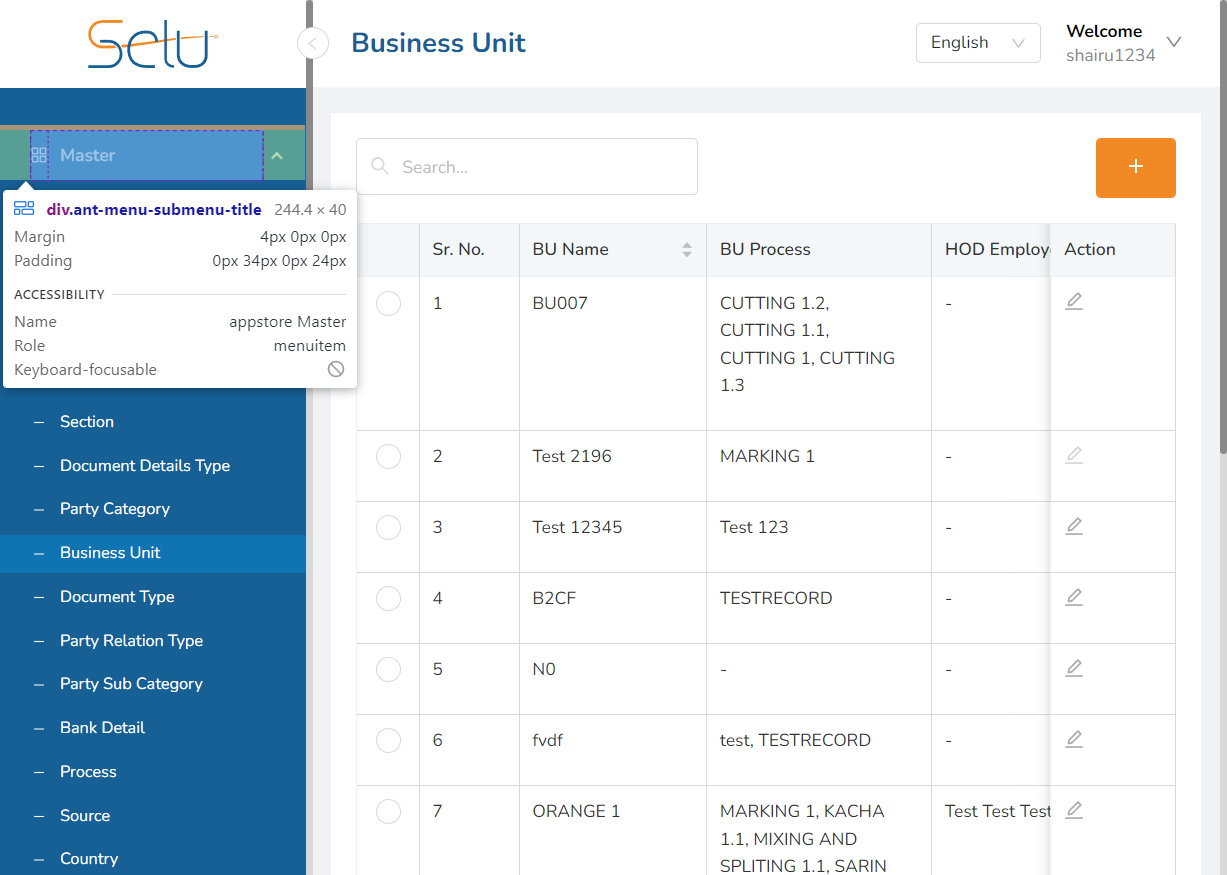 Selu
Business Unit
English
Welcome
shairu1234
Master
Search...
+
div.ant-menu-submenu-title 244.4 × 40
Margin 4px 0px 0px
Padding 0px 34px 0px 24px
ACCESSIBILITY
Name appstore Master
Role menuitem
Keyboard-focusable
– Section
– Document Details Type
– Party Category
– Business Unit
– Document Type
– Party Relation Type
– Party Sub Category
– Bank Detail
– Process
– Source
– Country
Sr. No. BU Name BU Process HOD Employ Action
1 BU007 CUTTING 1.2, -
CUTTING 1.1,
CUTTING 1, CUTTING
1.3
2 Test 2196 MARKING 1 -
3 Test 12345 Test 123 -
4 B2CF TESTRECORD -
5 N0 - -
6 fvdf test, TESTRECORD -
7 ORANGE 1 MARKING 1, KACHA Test Test Test
1.1, MIXING AND
SPLITING 1.1, SARIN